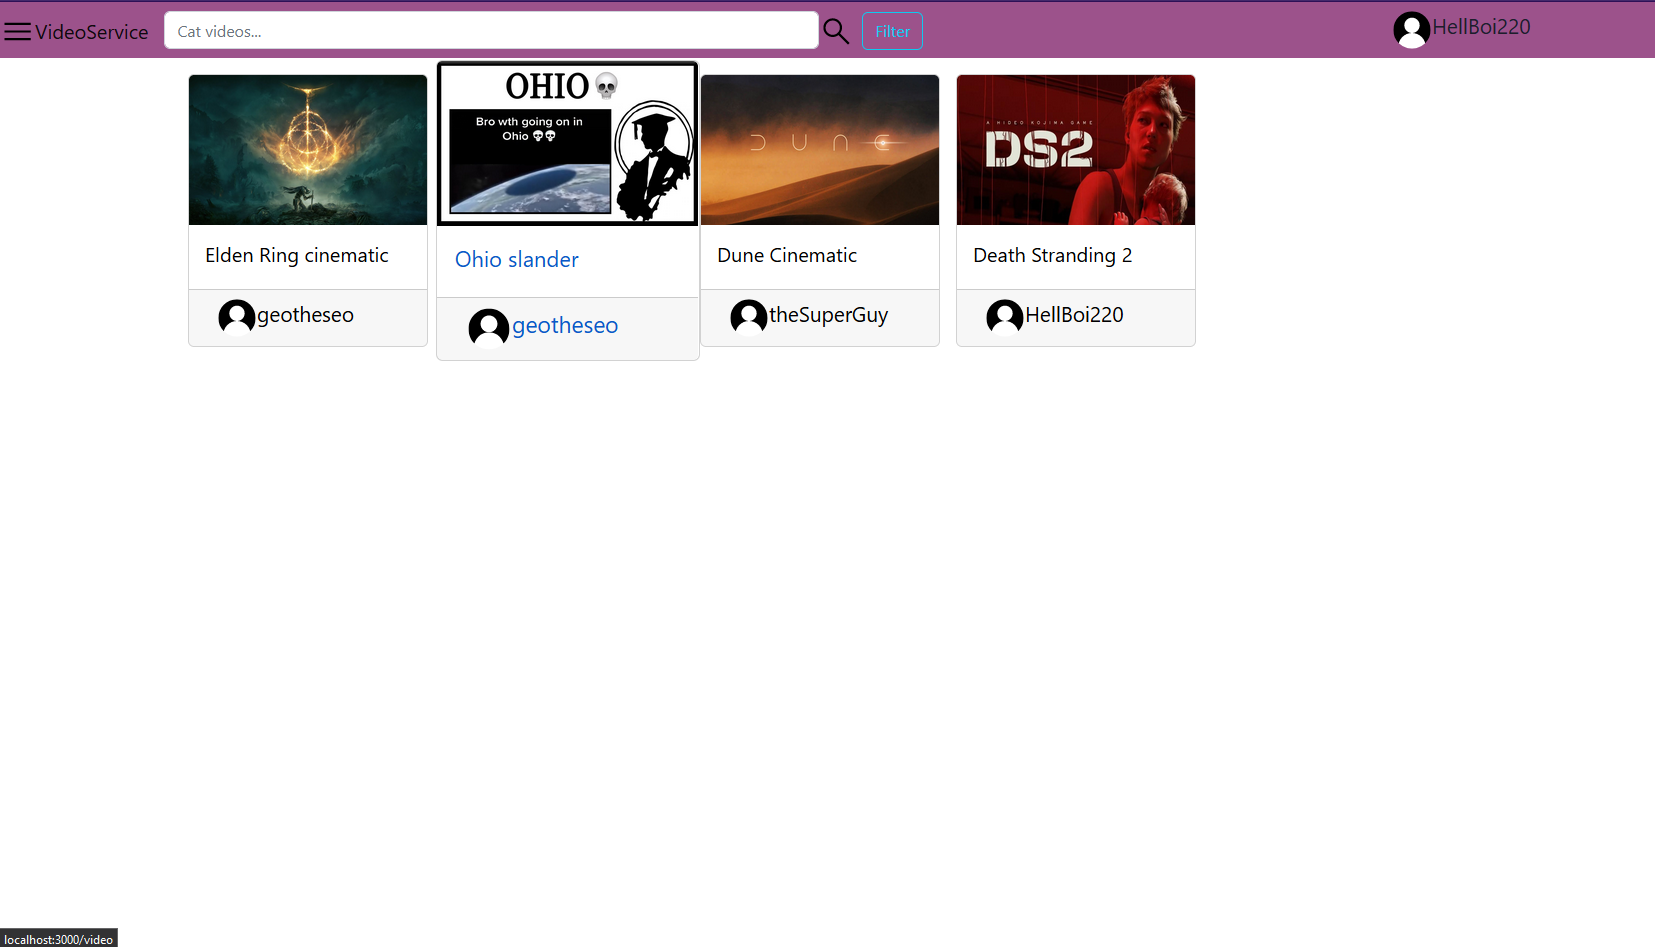 VideoService
Cat videos...
Filter
HellBoi220
OHIO💀
Bro wth going on in
Ohio 💀💀
DUNE
A HIDEO KOJIMA GAME
DS2
Elden Ring cinematic
Ohio slander
Dune Cinematic
Death Stranding 2
geotheseo
geotheseo
theSuperGuy
HellBoi220
localhost:3000/video